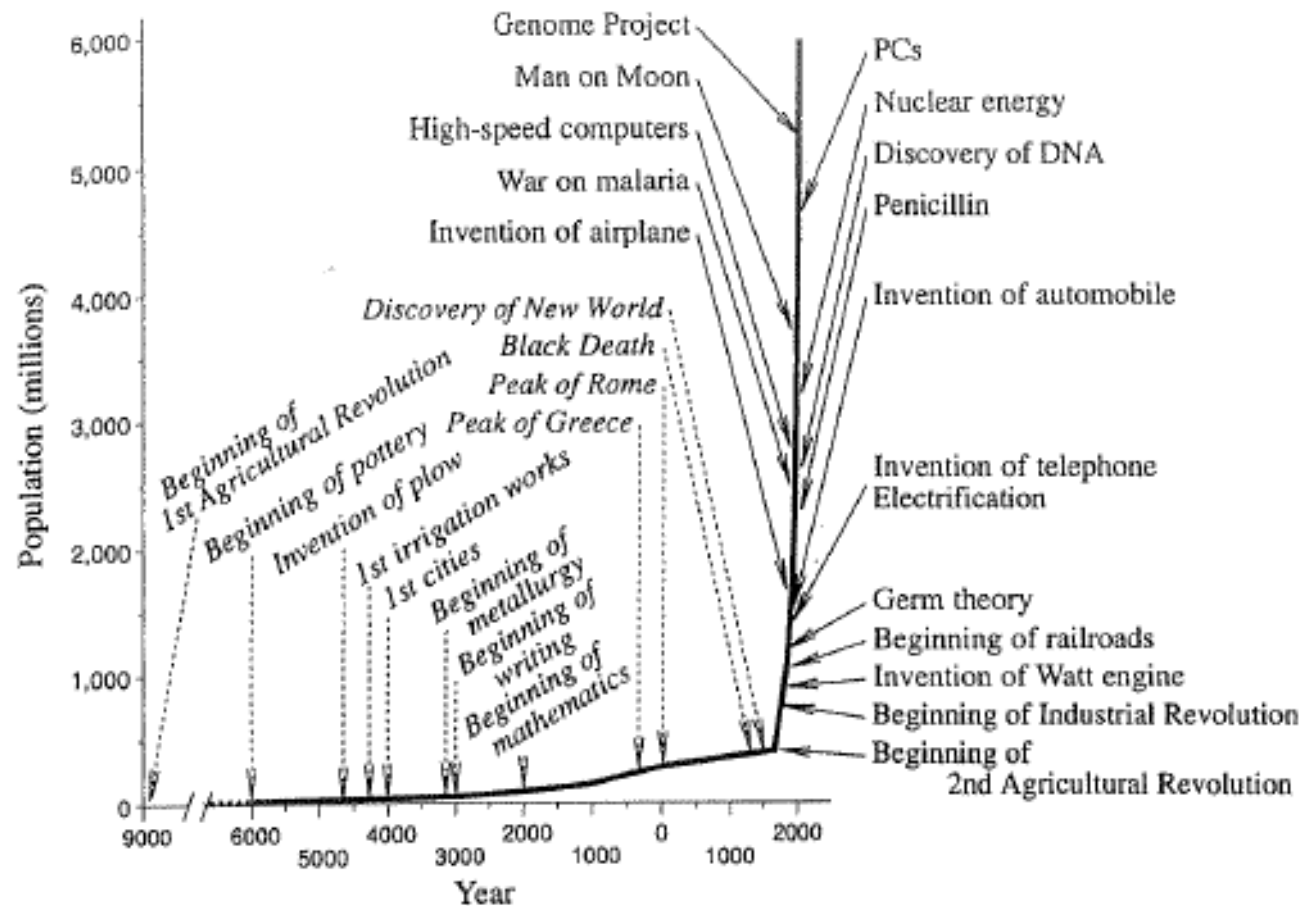 Genome Project
Man on Moon
High-speed computers
War on malaria
Invention of airplane
Discovery of New World
Black Death
Peak of Rome
Peak of Greece
Beginning of
1st Agricultural Revolution
Beginning of pottery
Invention of plow
1st irrigation works
1st cities
Beginning of
metallurgy
Beginning of
writing
Beginning of
mathematics
PCs
Nuclear energy
Discovery of DNA
Penicillin
Invention of automobile
Invention of telephone
Electrification
Germ theory
Beginning of railroads
Invention of Watt engine
Beginning of Industrial Revolution
Beginning of
2nd Agricultural Revolution
Population (millions)
6,000
5,000
4,000
3,000
2,000
1,000
0
9000 6000 4000 2000 0 2000
5000 3000 1000 1000
Year